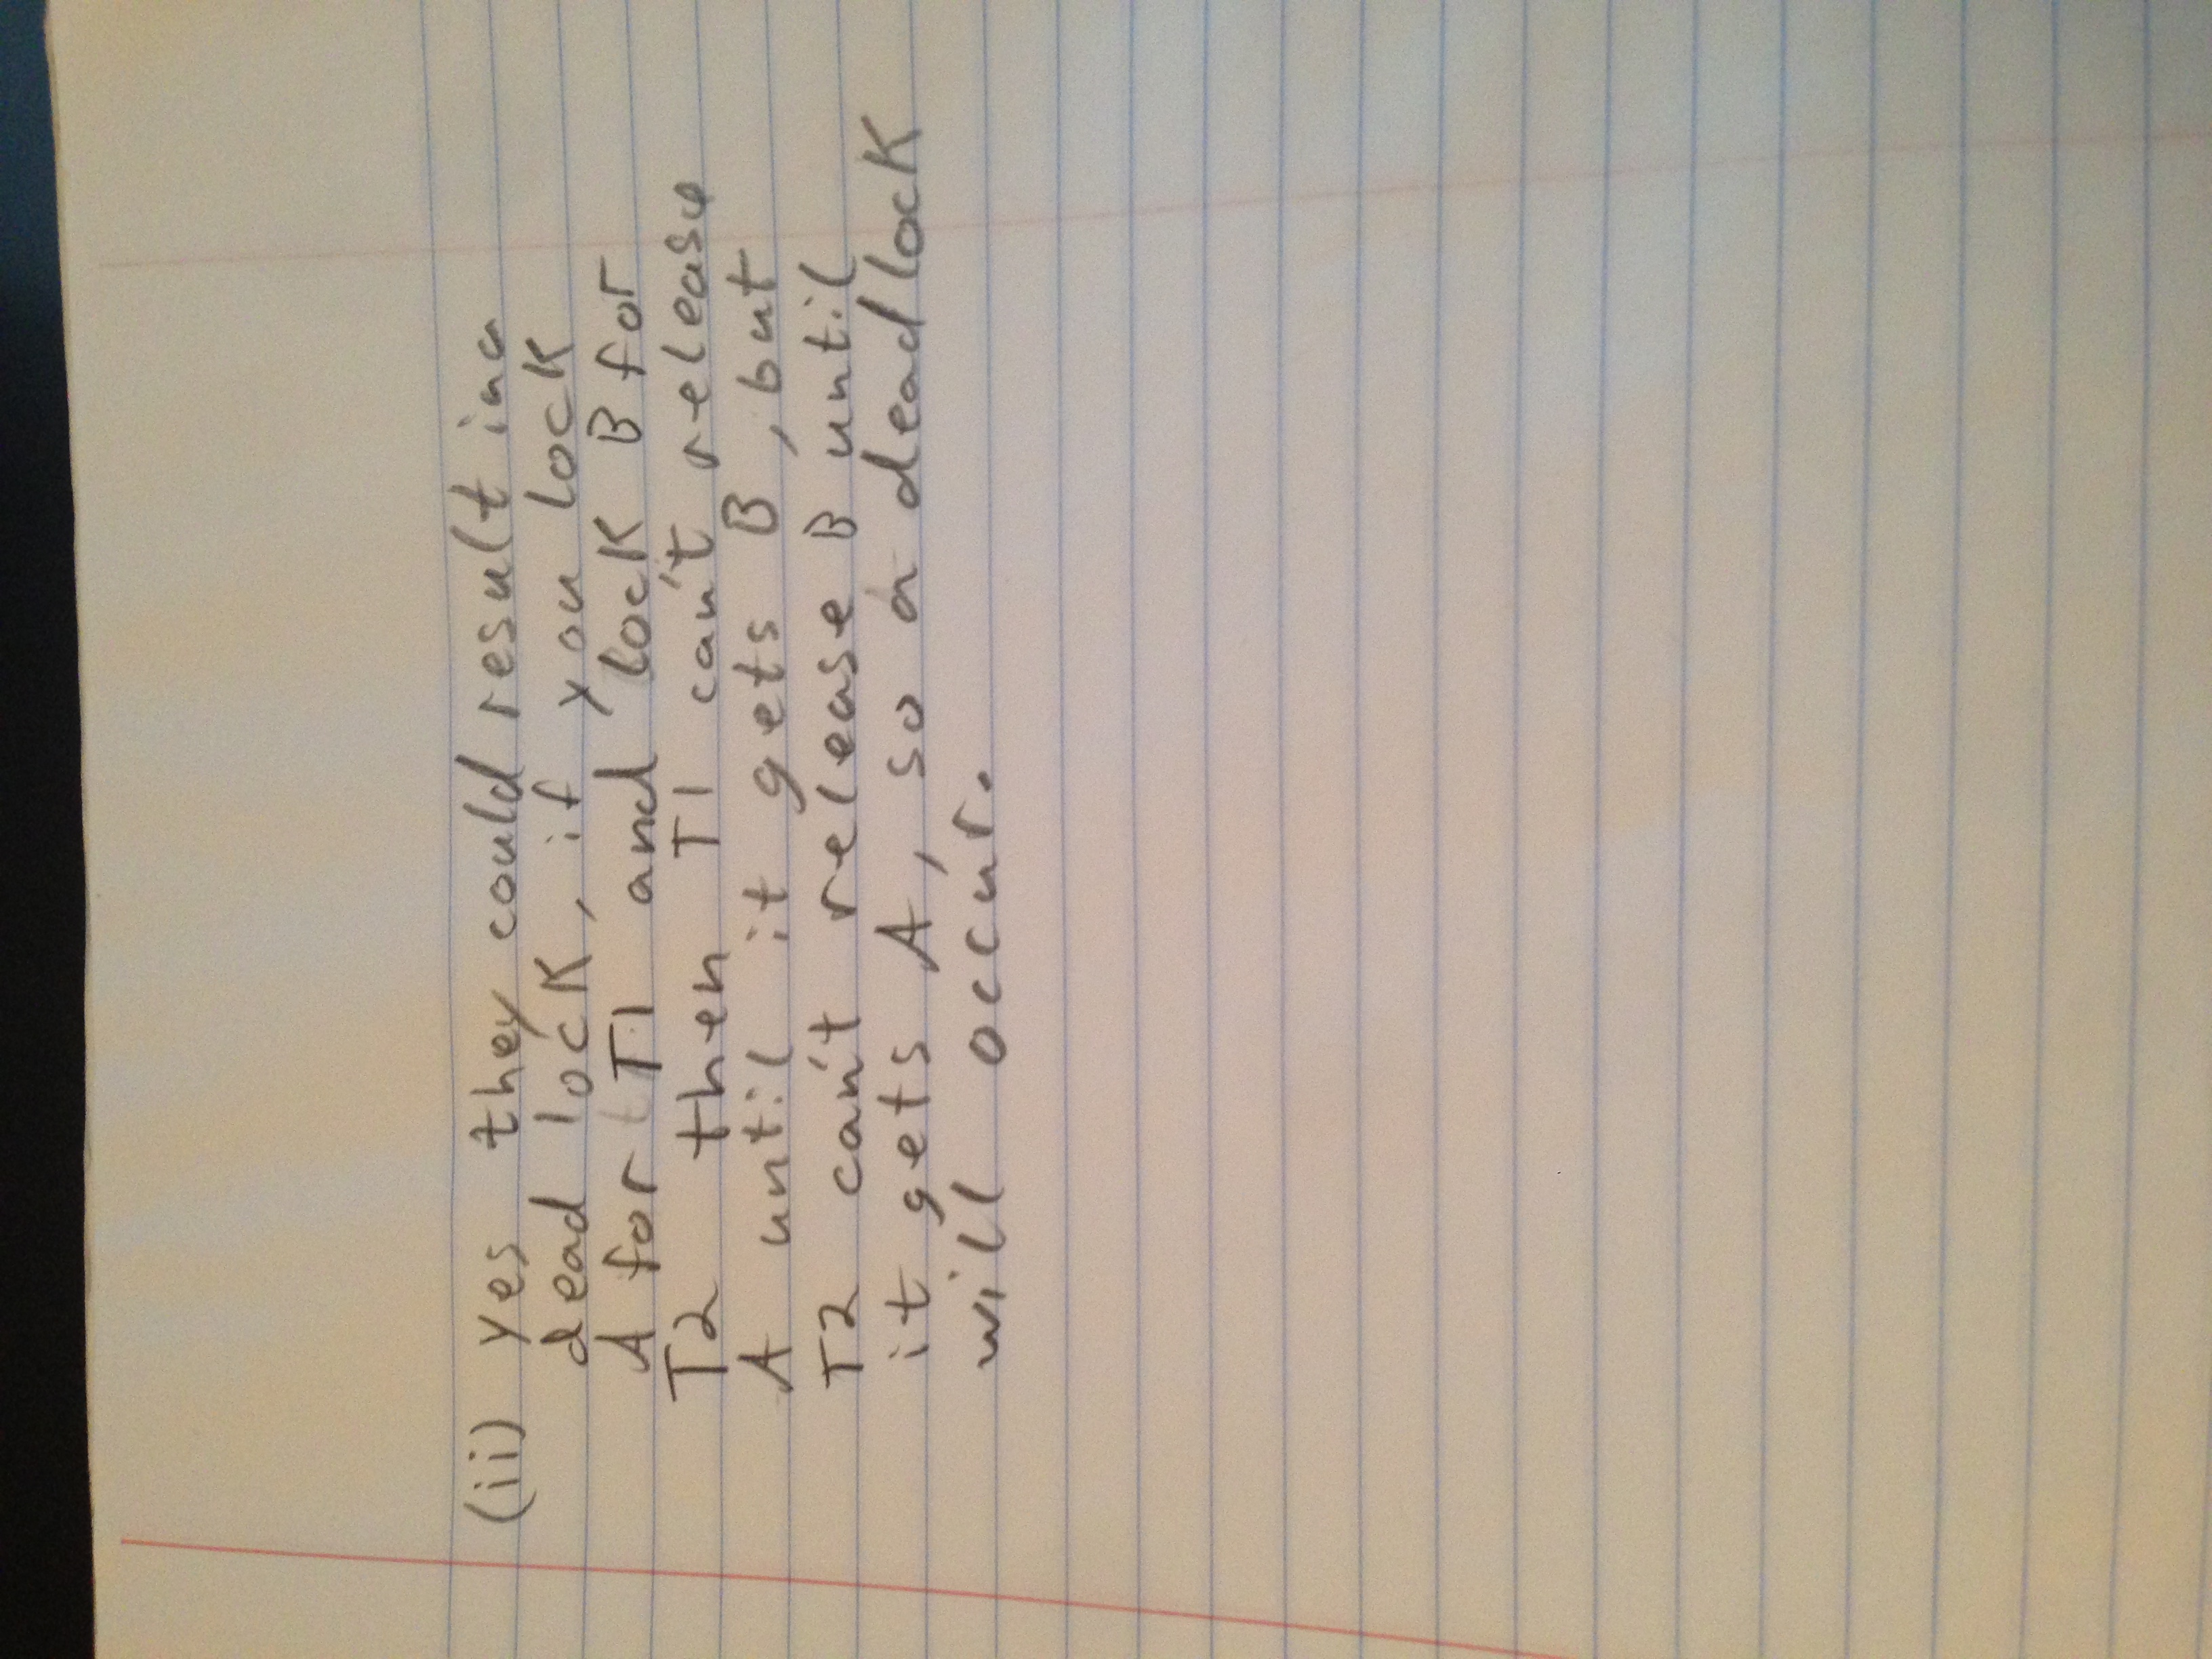 (ii) yes they could result in a
dead lock, if you lock
A for T1 and lock B for
T2 then T1 can't release
A until it gets B, but
T2 can't release B until
it gets A, so a deadlock
will occur.